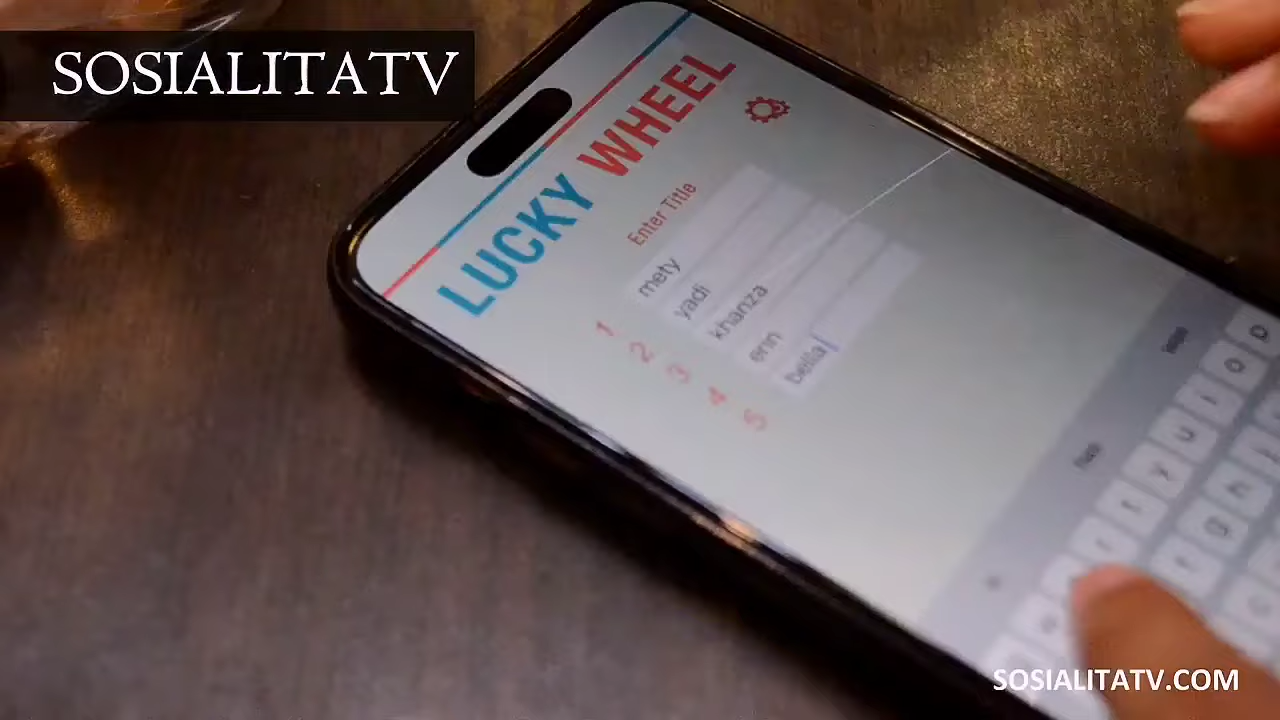 SOSIALITATV
LUCKY WHEEL
Enter Title
1 mety
2 yadi
3 khanza
4 erin
5 bella
SOSIALITATV.COM